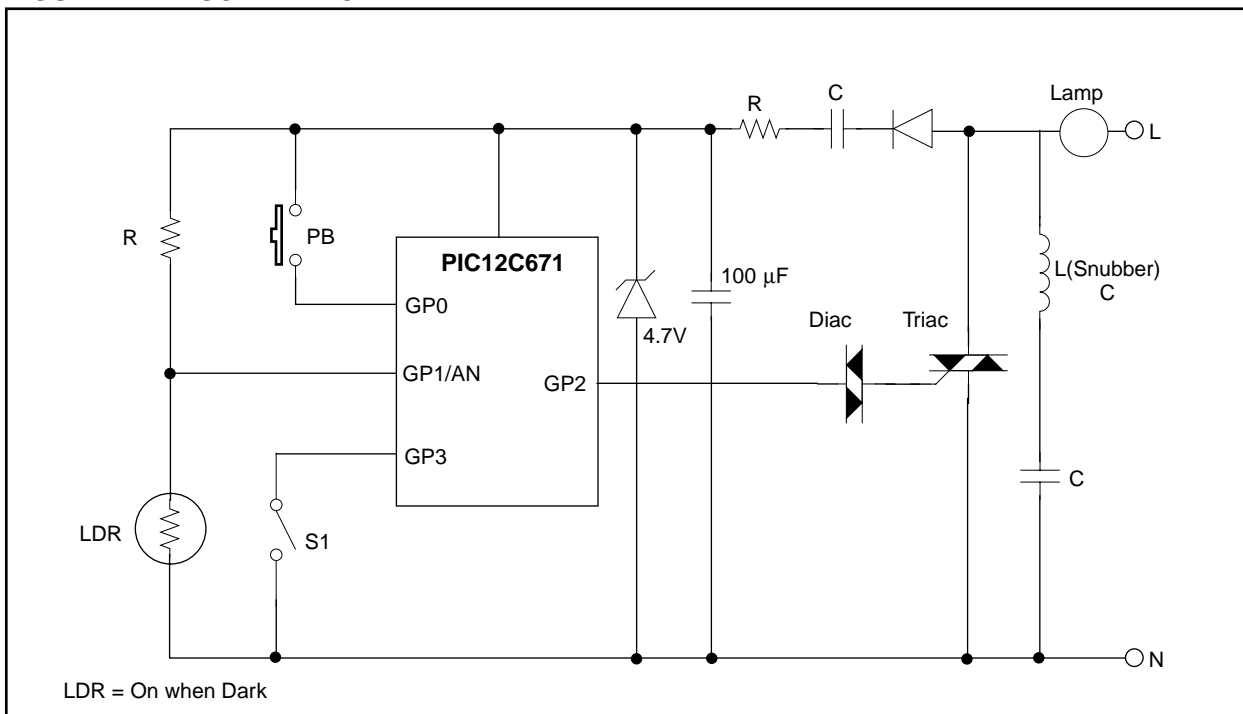 C
Lamp
R
L
R
PB
PIC12C671
L(Snubber)
C
100 μF
GP0
Diac
Triac
4.7V
GP1/AN
GP2
GP3
C
LDR
S1
N
LDR = On when Dark